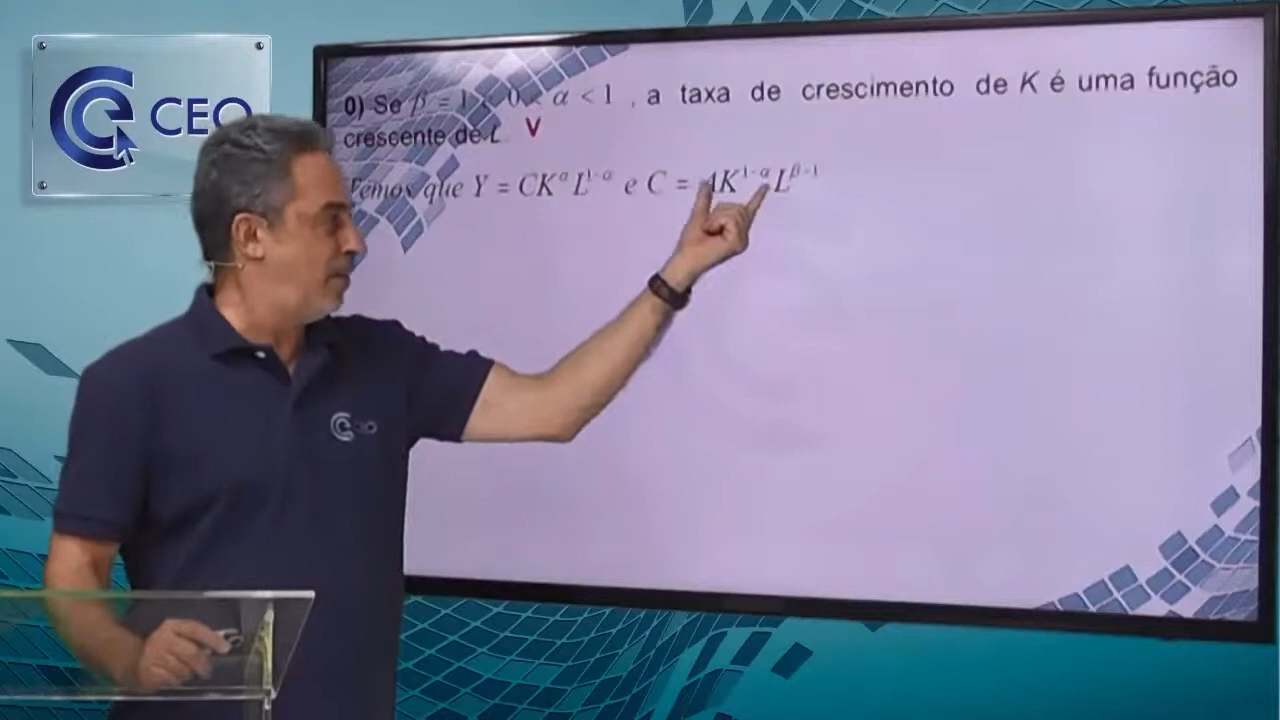 CEO
0) Se β = 1 e 0 < α < 1 , a taxa de crescimento de K é uma função
crescente de L V
Temos que Y = CK^α L^{1-α} e C = AK^{1-α} L^{β-1}
CEO